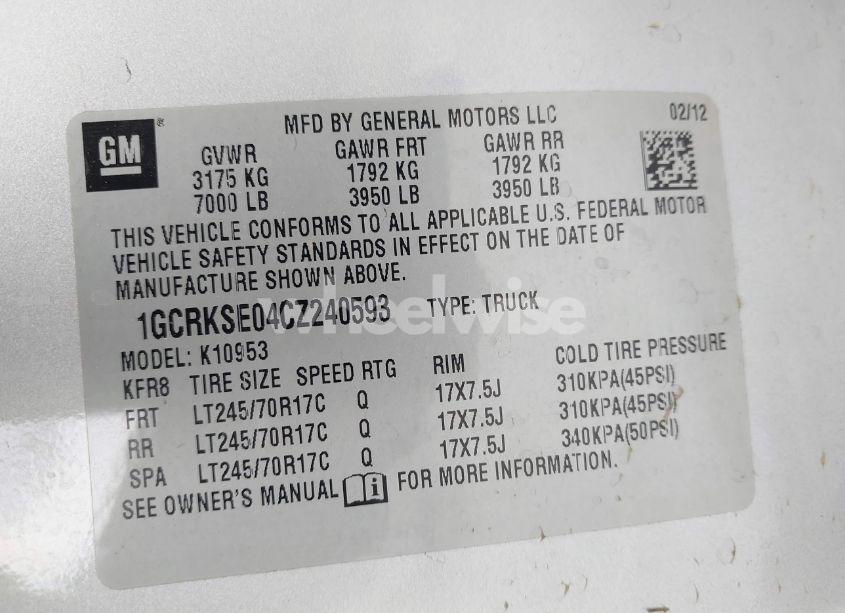 GM
®
MFD BY GENERAL MOTORS LLC 02/12
GVWR GAWR FRT GAWR RR
3175 KG 1792 KG 1792 KG
7000 LB 3950 LB 3950 LB
THIS VEHICLE CONFORMS TO ALL APPLICABLE U.S. FEDERAL MOTOR
VEHICLE SAFETY STANDARDS IN EFFECT ON THE DATE OF
MANUFACTURE SHOWN ABOVE.
1GCRKSE04CZ240593 TYPE: TRUCK
wheelwise
MODEL: K10953
KFR8 TIRE SIZE SPEED RTG RIM COLD TIRE PRESSURE
FRT LT245/70R17C Q 17X7.5J 310KPA(45PSI)
RR LT245/70R17C Q 17X7.5J 310KPA(45PSI)
SPA LT245/70R17C Q 17X7.5J 340KPA(50PSI)
SEE OWNER'S MANUAL i FOR MORE INFORMATION.